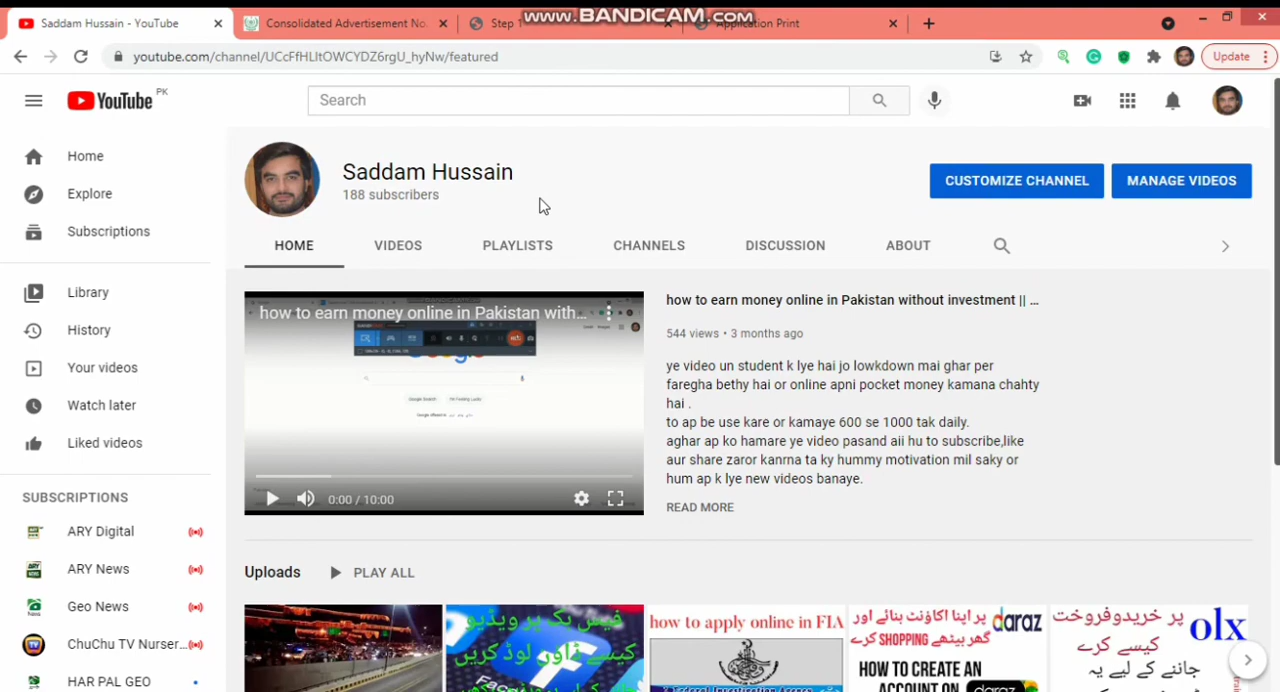 www.BANDICAM.com
Saddam Hussain - YouTube
Consolidated Advertisement No.
Step 1
Application Print
youtube.com/channel/UCcFfHLItOWCYDZ6rgU_hyNw/featured
Update
YouTube PK
Search
Home
Explore
Subscriptions
Library
History
Your videos
Watch later
Liked videos
SUBSCRIPTIONS
ARY Digital
ARY News
Geo News
ChuChu TV Nurser...
HAR PAL GEO
Saddam Hussain
188 subscribers
CUSTOMIZE CHANNEL
MANAGE VIDEOS
HOME
VIDEOS
PLAYLISTS
CHANNELS
DISCUSSION
ABOUT
how to earn money online in Pakistan with...
0:00 / 10:00
how to earn money online in Pakistan without investment || ...
544 views • 3 months ago
ye video un student k lye hai jo lowkdown mai ghar per
faregha bethy hai or online apni pocket money kamana chahty
hai .
to ap be use kare or kamaye 600 se 1000 tak daily.
aghar ap ko hamare ye video pasand aii hu to subscribe,like
aur share zaror kanrna ta ky hummy motivation mil saky or
hum ap k lye new videos banaye.
READ MORE
Uploads
PLAY ALL
فیس بک پر ویڈیو
کیسے ڈاون لوڈ کریں
how to apply online in FIA
پر اپنا اکاؤنٹ بنائے اور
daraz
گھر بیٹھے SHOPPING کرے
HOW TO CREATE AN
ACCOUNT ON daraz
پر خریدوفروخت
olx
کیسے کرے
جاننے کے لیے یہ